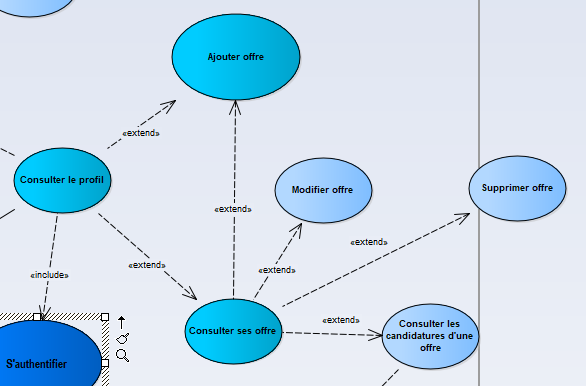 Ajouter offre
«extend»
Consulter le profil
Modifier offre
Supprimer offre
«extend»
«extend»
«extend»
«extend»
«include»
«extend»
Consulter ses offre
Consulter les
candidatures d'une
offre
S'authentifier